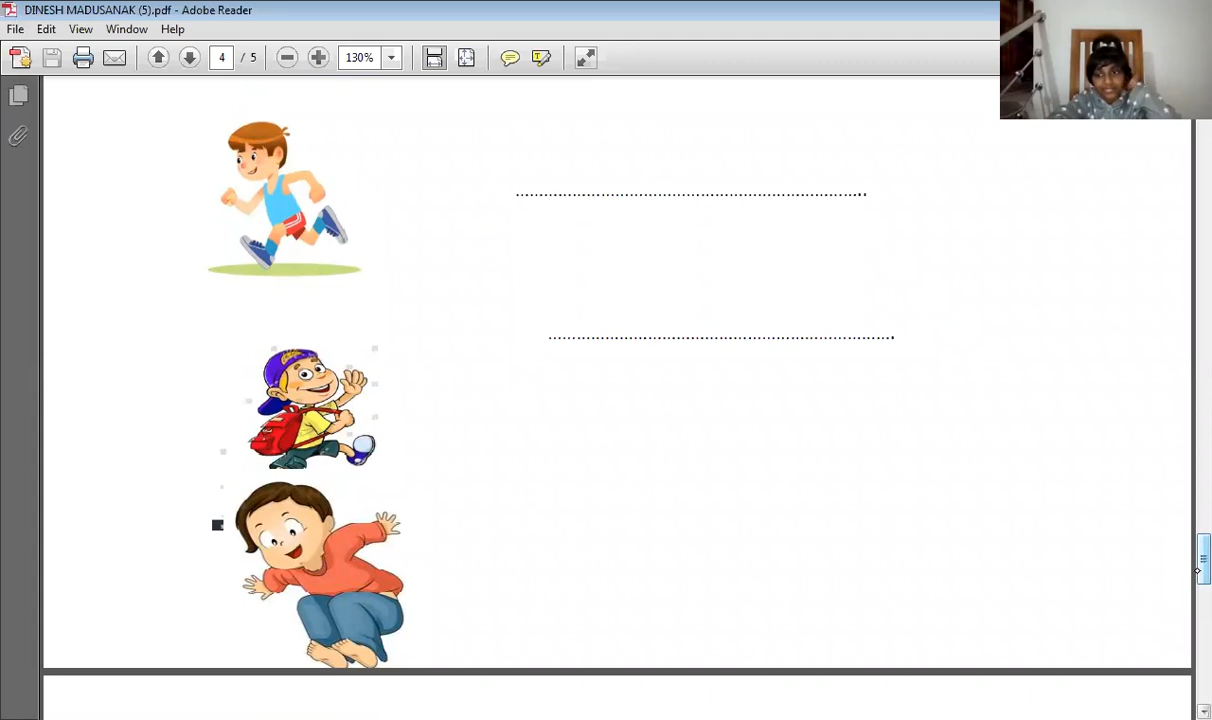 DINESH MADUSANAK (5).pdf - Adobe Reader
File Edit View Window Help
4 / 5 130%
...............................................................
...............................................................